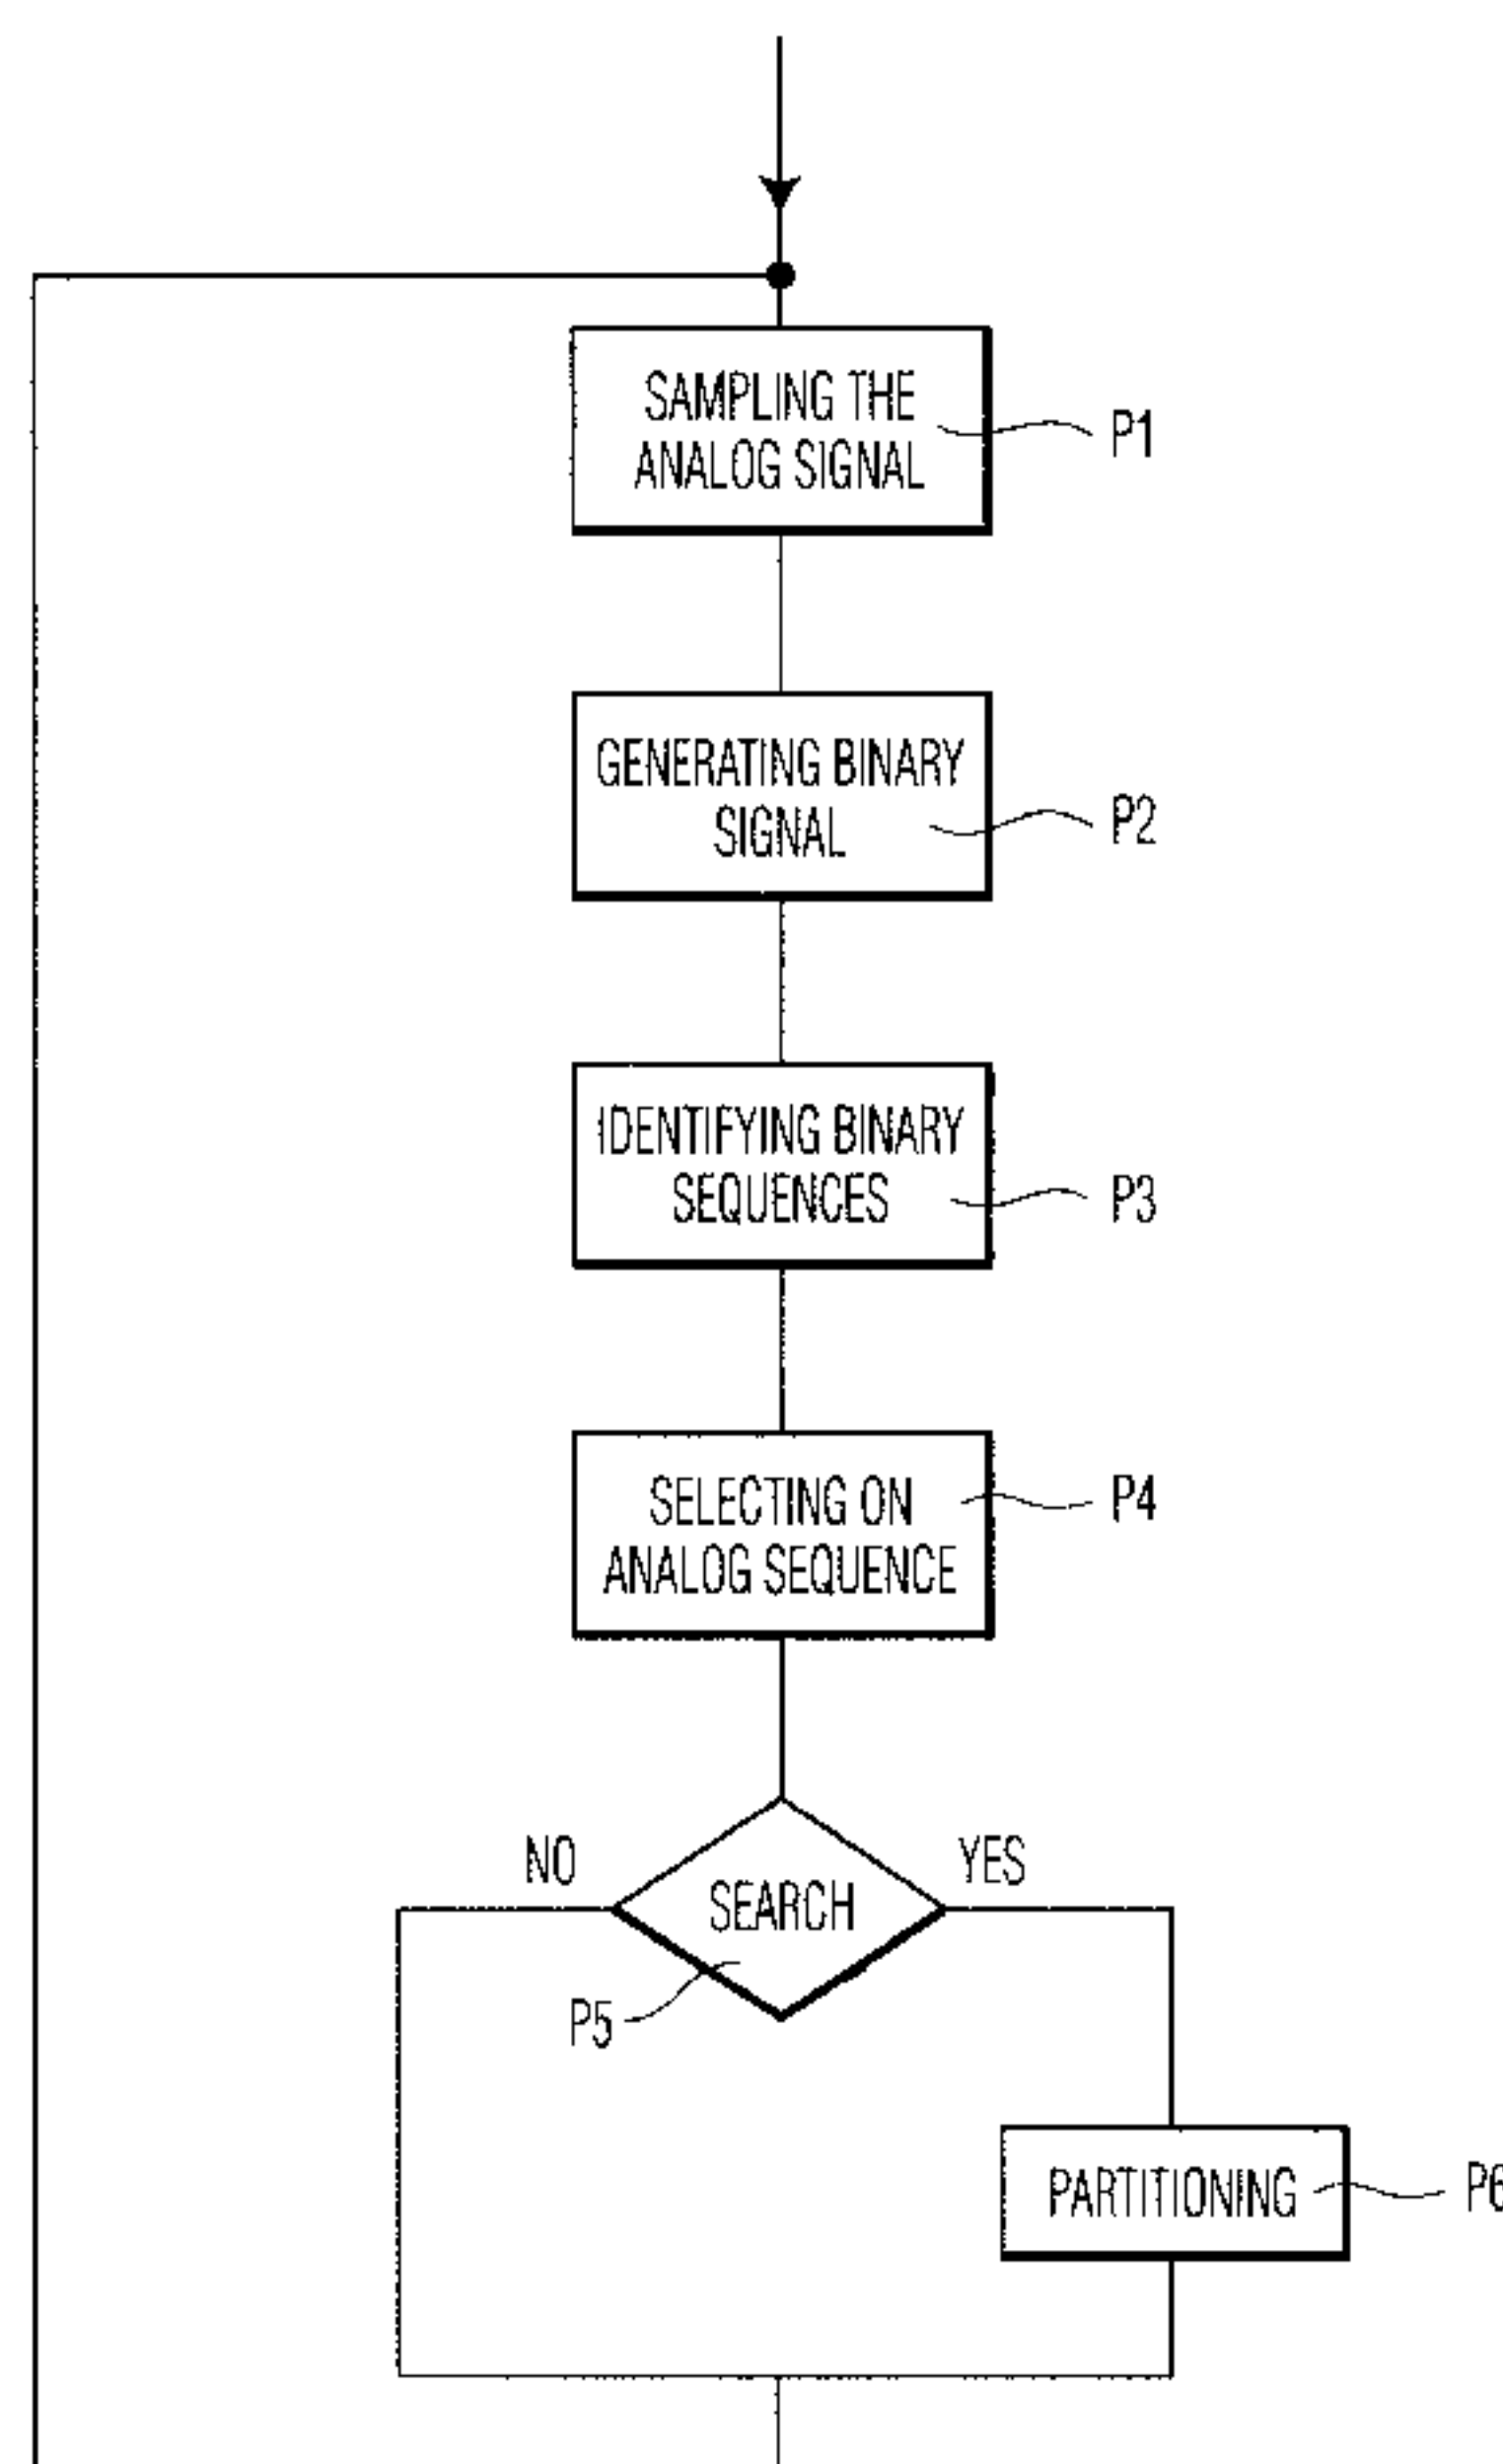 SAMPLING THE
ANALOG SIGNAL
P1
GENERATING BINARY
SIGNAL
P2
IDENTIFYING BINARY
SEQUENCES
P3
SELECTING ON
ANALOG SEQUENCE
P4
NO
YES
SEARCH
P5
PARTITIONING
P6